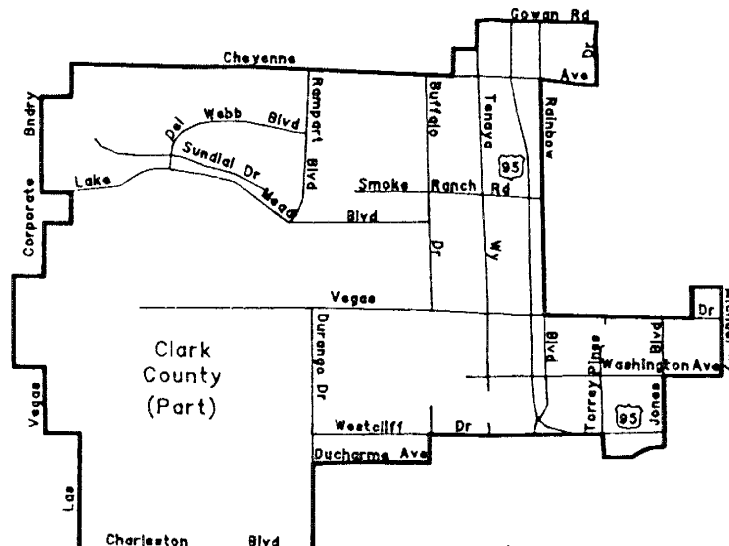 Gowan Rd
Cheyenne Ave
Dr
Rampart Blvd
Buffalo Dr
Tenaya Wy
Rainbow Blvd
95
Del Webb Blvd
Sundial Dr
Lake Mead Blvd
Smoke Ranch Rd
Las Vegas Corporate Bndry
Vegas Dr
Durango Dr
Clark
County
(Part)
Torrey Pines
Jones Blvd
Washington Ave
95
Westcliff Dr
Ducharme Ave
Charleston Blvd